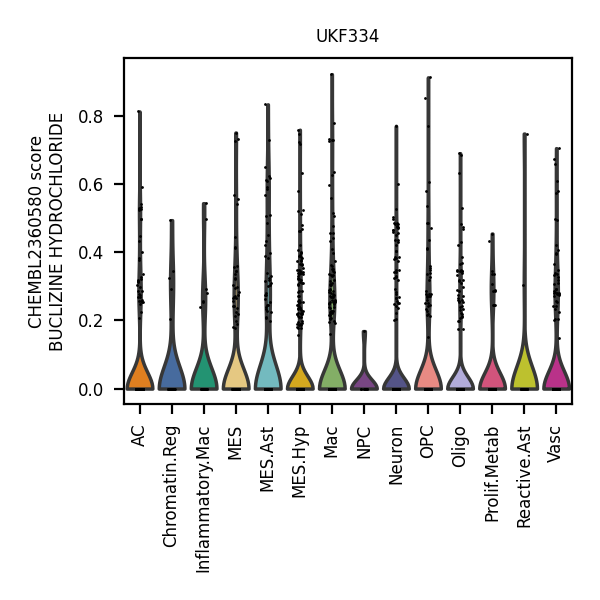 UKF334
CHEMBL2360580 score
BUCLIZINE HYDROCHLORIDE
0.8
0.6
0.4
0.2
0.0
AC
Chromatin.Reg
Inflammatory.Mac
MES
MES.Ast
MES.Hyp
Mac
NPC
Neuron
OPC
Oligo
Prolif.Metab
Reactive.Ast
Vasc